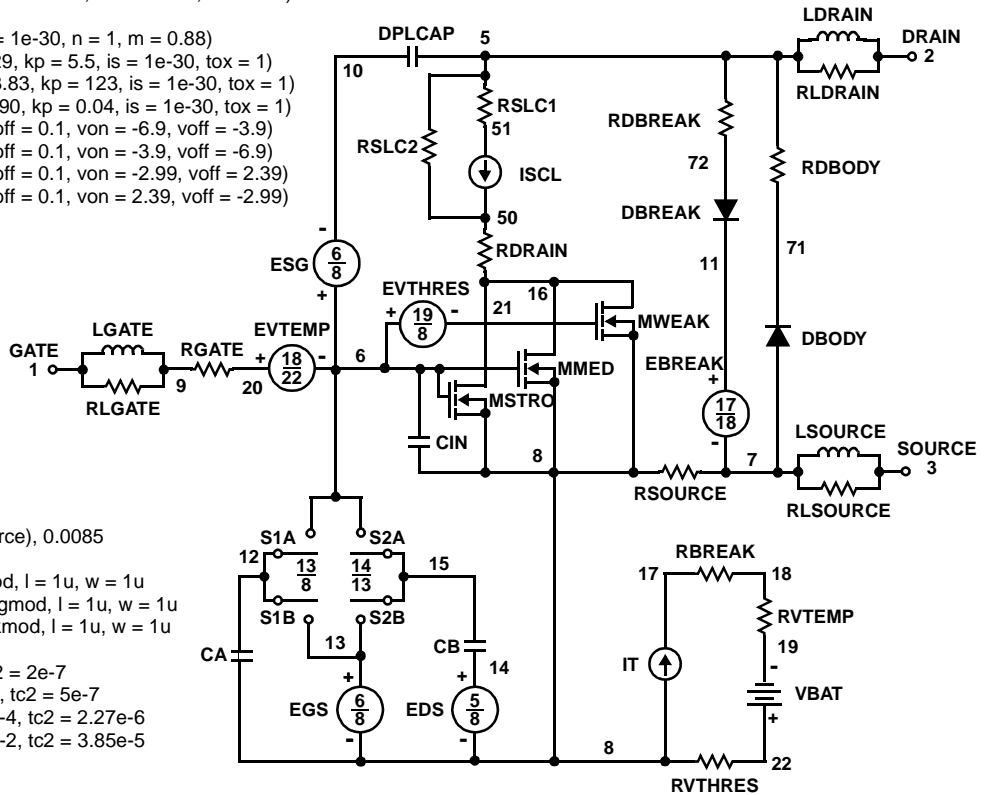 = 1e-30, n = 1, m = 0.88)
29, kp = 5.5, is = 1e-30, tox = 1)
3.83, kp = 123, is = 1e-30, tox = 1)
90, kp = 0.04, is = 1e-30, tox = 1)
off = 0.1, von = -6.9, voff = -3.9)
off = 0.1, von = -3.9, voff = -6.9)
off = 0.1, von = -2.99, voff = 2.39)
off = 0.1, von = 2.39, voff = -2.99)
rce), 0.0085
od, l = 1u, w = 1u
gmod, l = 1u, w = 1u
kmod, l = 1u, w = 1u
2 = 2e-7
, tc2 = 5e-7
-4, tc2 = 2.27e-6
-2, tc2 = 3.85e-5
LDRAIN
DPLCAP 5 DRAIN
10 2
RLDRAIN
RSLC1
51
RSLC2
ISCL
50
RDRAIN
RDBREAK
72
RDBODY
DBREAK
71
11
-
ESG 6
8
+
EVTHRES
+ 19 -
8
16
21
MWEAK
LGATE
EVTEMP
GATE
1
RGATE
+ 18 -
22
6
9
20
RLGATE
MMED
MSTRO
DBODY
EBREAK
+
17
18
-
CIN
8
LSOURCE
7
SOURCE
3
RSOURCE
RLSOURCE
S1A S2A
12
13
8
14
13
15
S1B S2B
13
CA
CB
14
+ +
EGS 6
8
EDS 5
8
- -
8
RBREAK
17 18
RVTEMP
19
-
IT
VBAT
+
22
RVTHRES